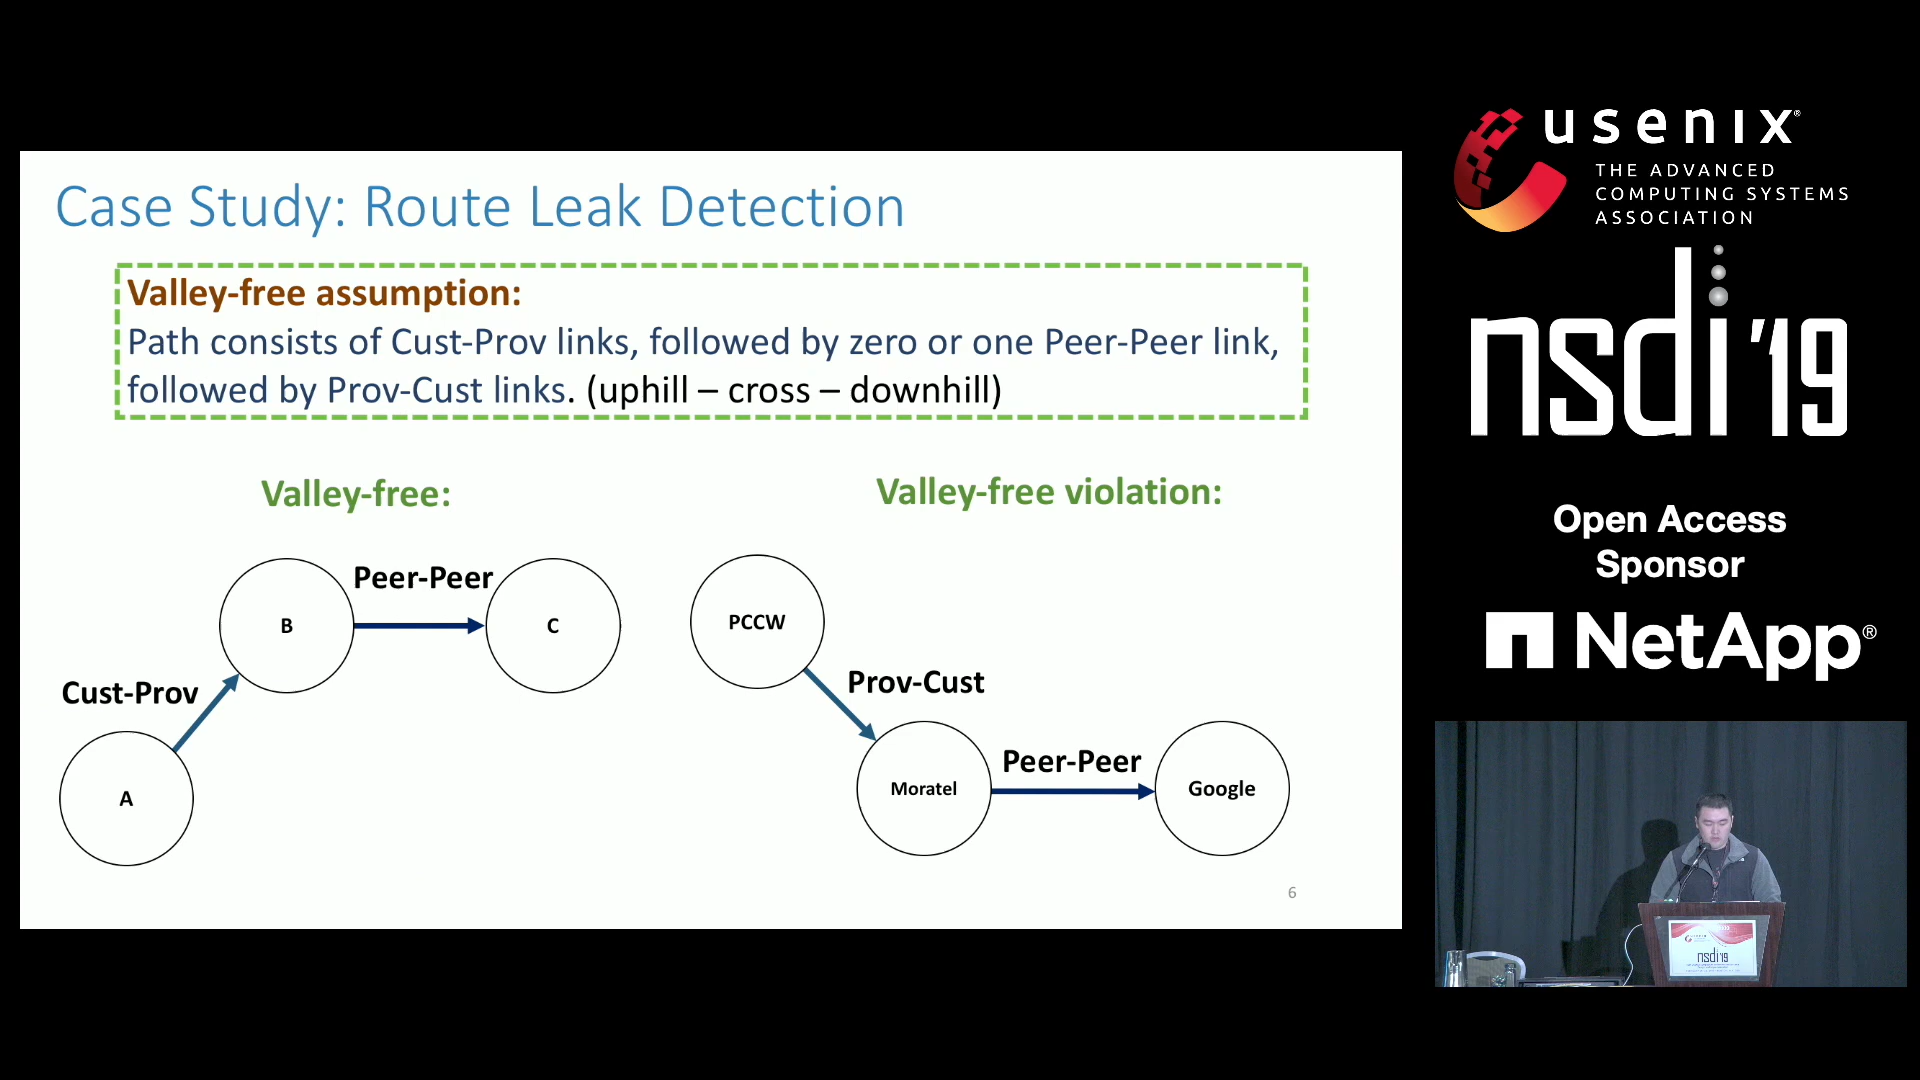 Case Study: Route Leak Detection
Valley-free assumption:
Path consists of Cust-Prov links, followed by zero or one Peer-Peer link,
followed by Prov-Cust links. (uphill – cross – downhill)
Valley-free:
Valley-free violation:
Peer-Peer
B
C
Cust-Prov
A
PCCW
Prov-Cust
Moratel
Peer-Peer
Google
6
usenix®
THE ADVANCED
COMPUTING SYSTEMS
ASSOCIATION
nsdi '19
Open Access
Sponsor
NetApp®
usenix
nsdi '19